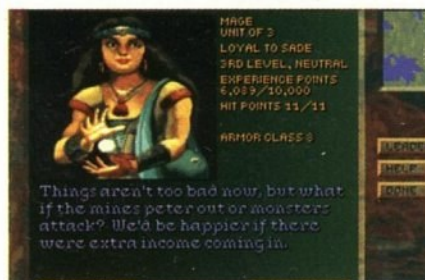 MAGE
UNIT OF 3
LOYAL TO SADE
3RD LEVEL, NEUTRAL
EXPERIENCE POINTS
6,089/10,000
HIT POINTS 11/11
ARMOR CLASS 8
Things aren't too bad now, but what
if the mines peter out or monsters
attack? We'd be happier if there
were extra income coming in.
HELP
DONE